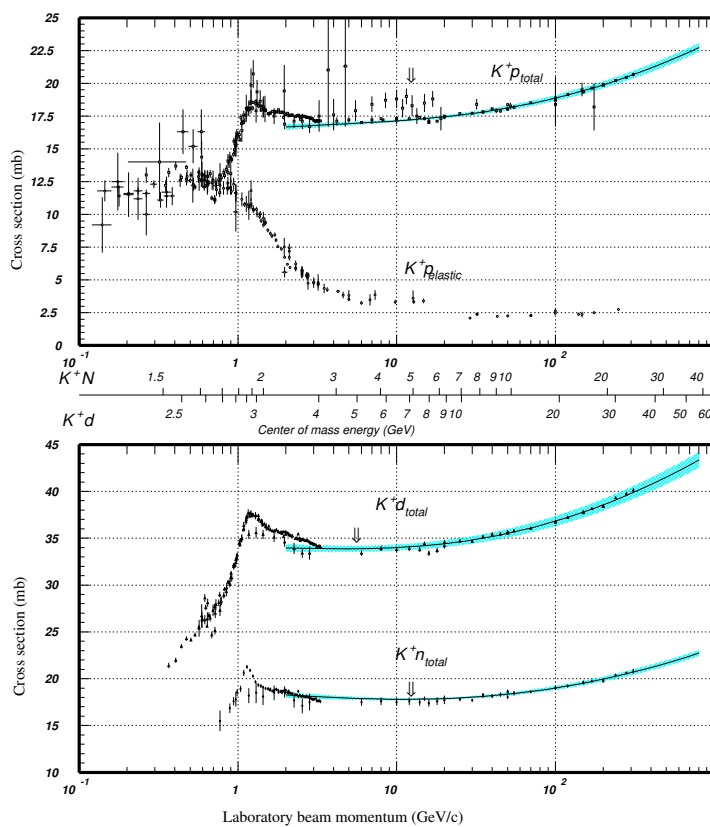 Cross section (mb)
25
22.5
20
17.5
15
12.5
10
7.5
5
2.5
0
⇓
K⁺p total
K⁺p elastic
10⁻¹ 1 10 10²
K⁺N 1.5 2 3 4 5 6 7 8 9 10 20 30 40
K⁺d 2.5 3 4 5 6 7 8 9 10 20 30 40 50 60
Center of mass energy (GeV)
Cross section (mb)
45
40
35
30
25
20
15
10
K⁺d total
⇓
K⁺n total
⇓
10⁻¹ 1 10 10²
Laboratory beam momentum (GeV/c)